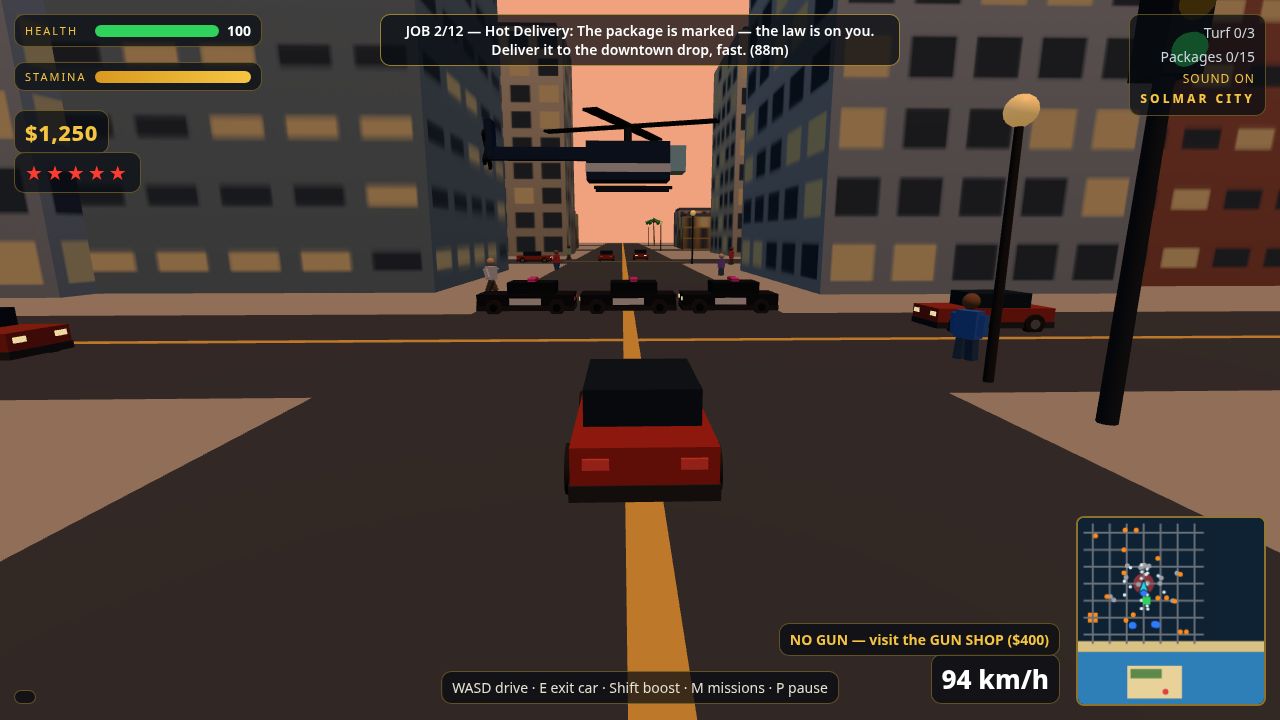 HEALTH 100
JOB 2/12 — Hot Delivery: The package is marked — the law is on you.
Deliver it to the downtown drop, fast. (88m)
Turf 0/3
Packages 0/15
SOUND ON
SOLMAR CITY
STAMINA
$1,250
★★★★★
NO GUN — visit the GUN SHOP ($400)
94 km/h
WASD drive · E exit car · Shift boost · M missions · P pause